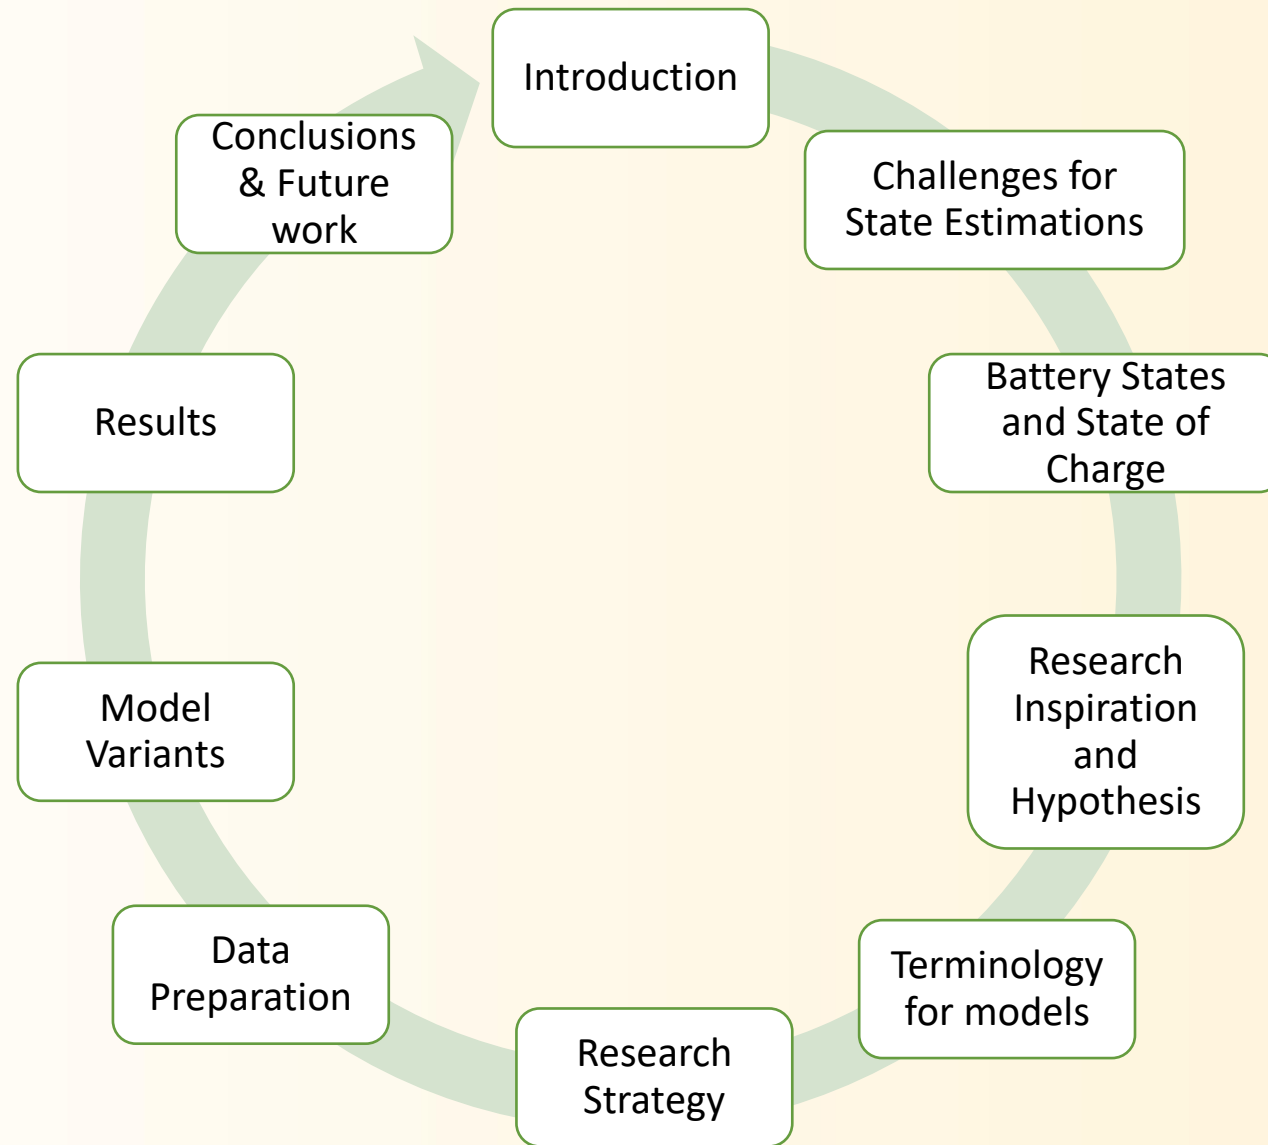 Introduction
Challenges for
State Estimations
Battery States
and State of
Charge
Research
Inspiration
and
Hypothesis
Terminology
for models
Research
Strategy
Data
Preparation
Model
Variants
Results
Conclusions
& Future
work